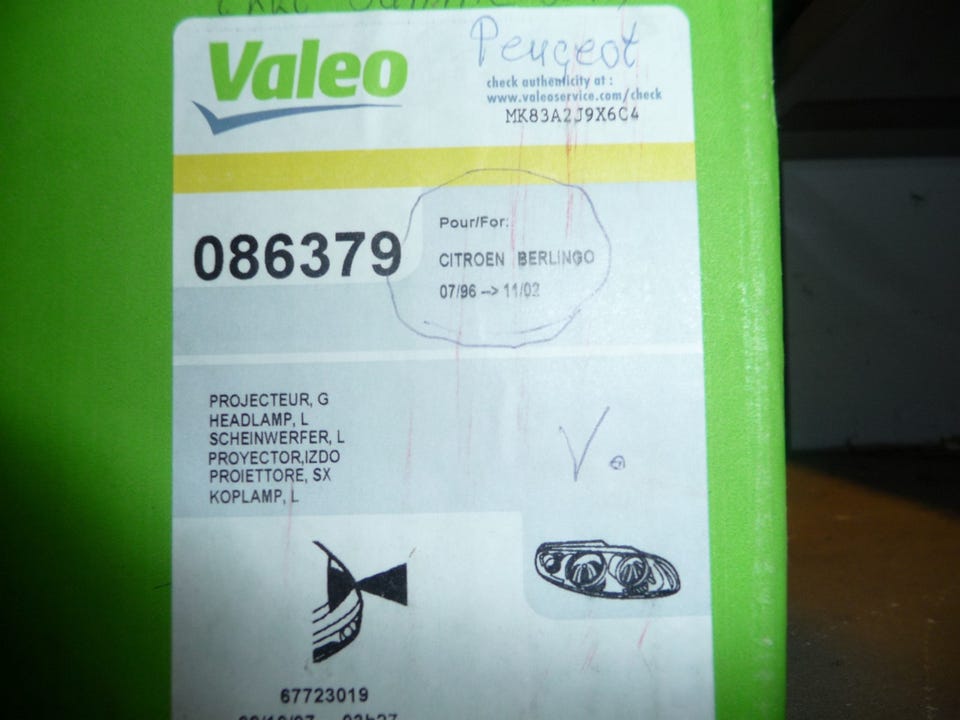 Valeo
Peugeot
check authenticity at :
www.valeoservice.com/check
MK83A2J9X6C4
086379
Pour/For:
CITROEN BERLINGO
07/96 --> 11/02
PROJECTEUR, G
HEADLAMP, L
SCHEINWERFER, L
PROYECTOR,IZDO
PROIETTORE, SX
KOPLAMP, L
V.
67723019